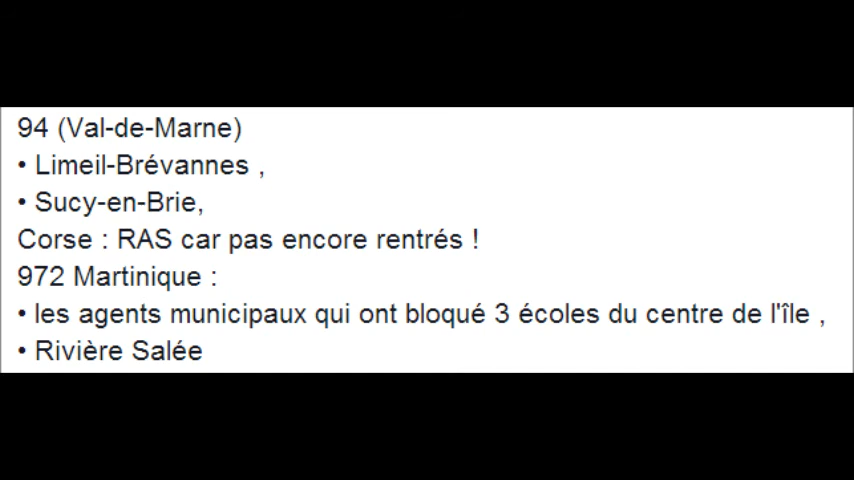 94 (Val-de-Marne)
• Limeil-Brévannes ,
• Sucy-en-Brie,
Corse : RAS car pas encore rentrés !
972 Martinique :
• les agents municipaux qui ont bloqué 3 écoles du centre de l'île ,
• Rivière Salée